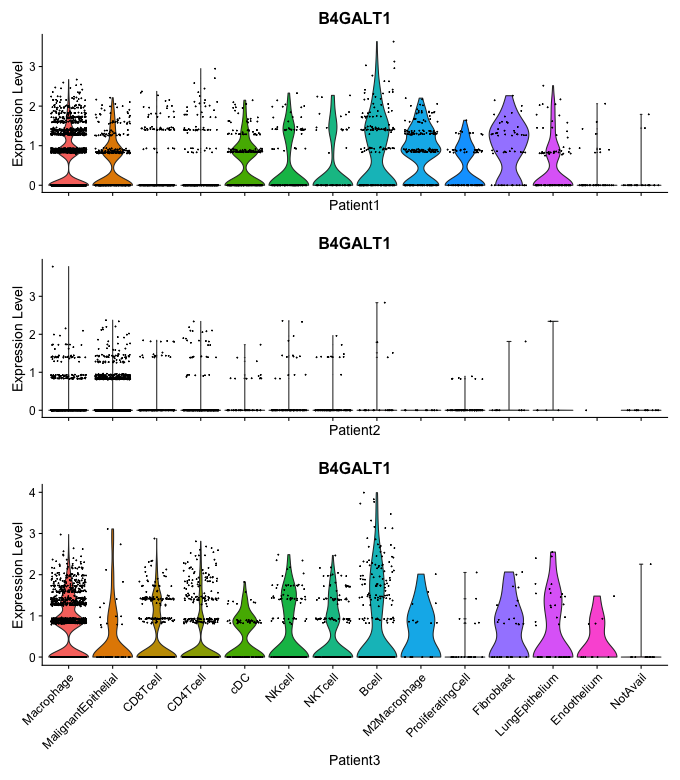 B4GALT1
Expression Level
3
2
1
0
Patient1
B4GALT1
Expression Level
3
2
1
0
Patient2
B4GALT1
Expression Level
4
3
2
1
0
Macrophage
MalignantEpithelial
CD8Tcell
CD4Tcell
cDC
NKcell
NKTcell
Bcell
M2Macrophage
ProliferatingCell
Fibroblast
LungEpithelium
Endothelium
NotAvail
Patient3